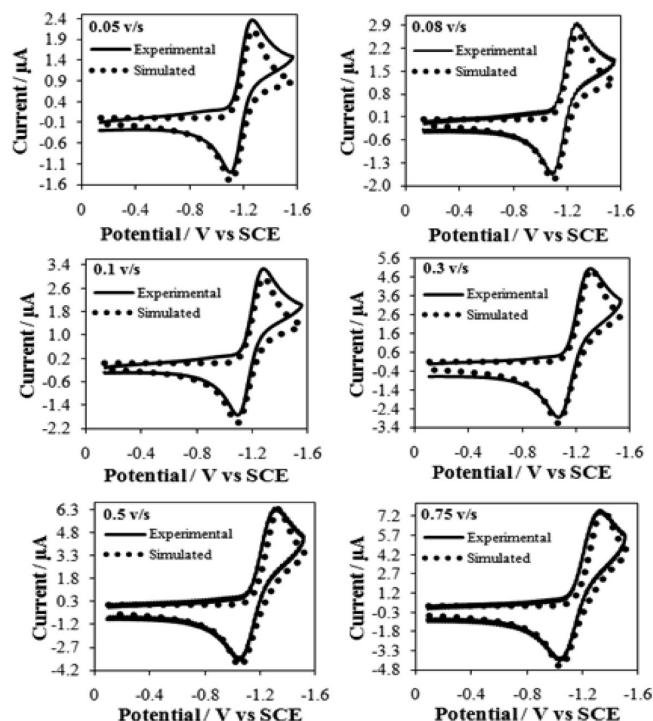 0.05 v/s
Experimental
Simulated
2.4
1.9
1.4
0.9
0.4
-0.1
-0.6
-1.1
-1.6
Current / µA
0 -0.4 -0.8 -1.2 -1.6
Potential / V vs SCE
0.08 v/s
Experimental
Simulated
2.9
2.2
1.5
0.8
0.1
-0.6
-1.3
-2.0
Current / µA
0 -0.4 -0.8 -1.2 -1.6
Potential / V vs SCE
0.1 v/s
Experimental
Simulated
3.4
2.6
1.8
1.0
0.2
-0.6
-1.4
-2.2
Current / µA
0 -0.4 -0.8 -1.2 -1.6
Potential / V vs SCE
0.3 v/s
Experimental
Simulated
5.6
4.6
3.6
2.6
1.6
0.6
-0.4
-1.4
-2.4
-3.4
Current / µA
0 -0.4 -0.8 -1.2 -1.6
Potential / V vs SCE
0.5 v/s
Experimental
Simulated
6.3
4.8
3.3
1.8
0.3
-1.2
-2.7
-4.2
Current / µA
0 -0.4 -0.8 -1.2 -1.6
Potential / V vs SCE
0.75 v/s
Experimental
Simulated
7.2
5.7
4.2
2.7
1.2
-0.3
-1.8
-3.3
-4.8
Current / µA
0 -0.4 -0.8 -1.2 -1.6
Potential / V vs SCE